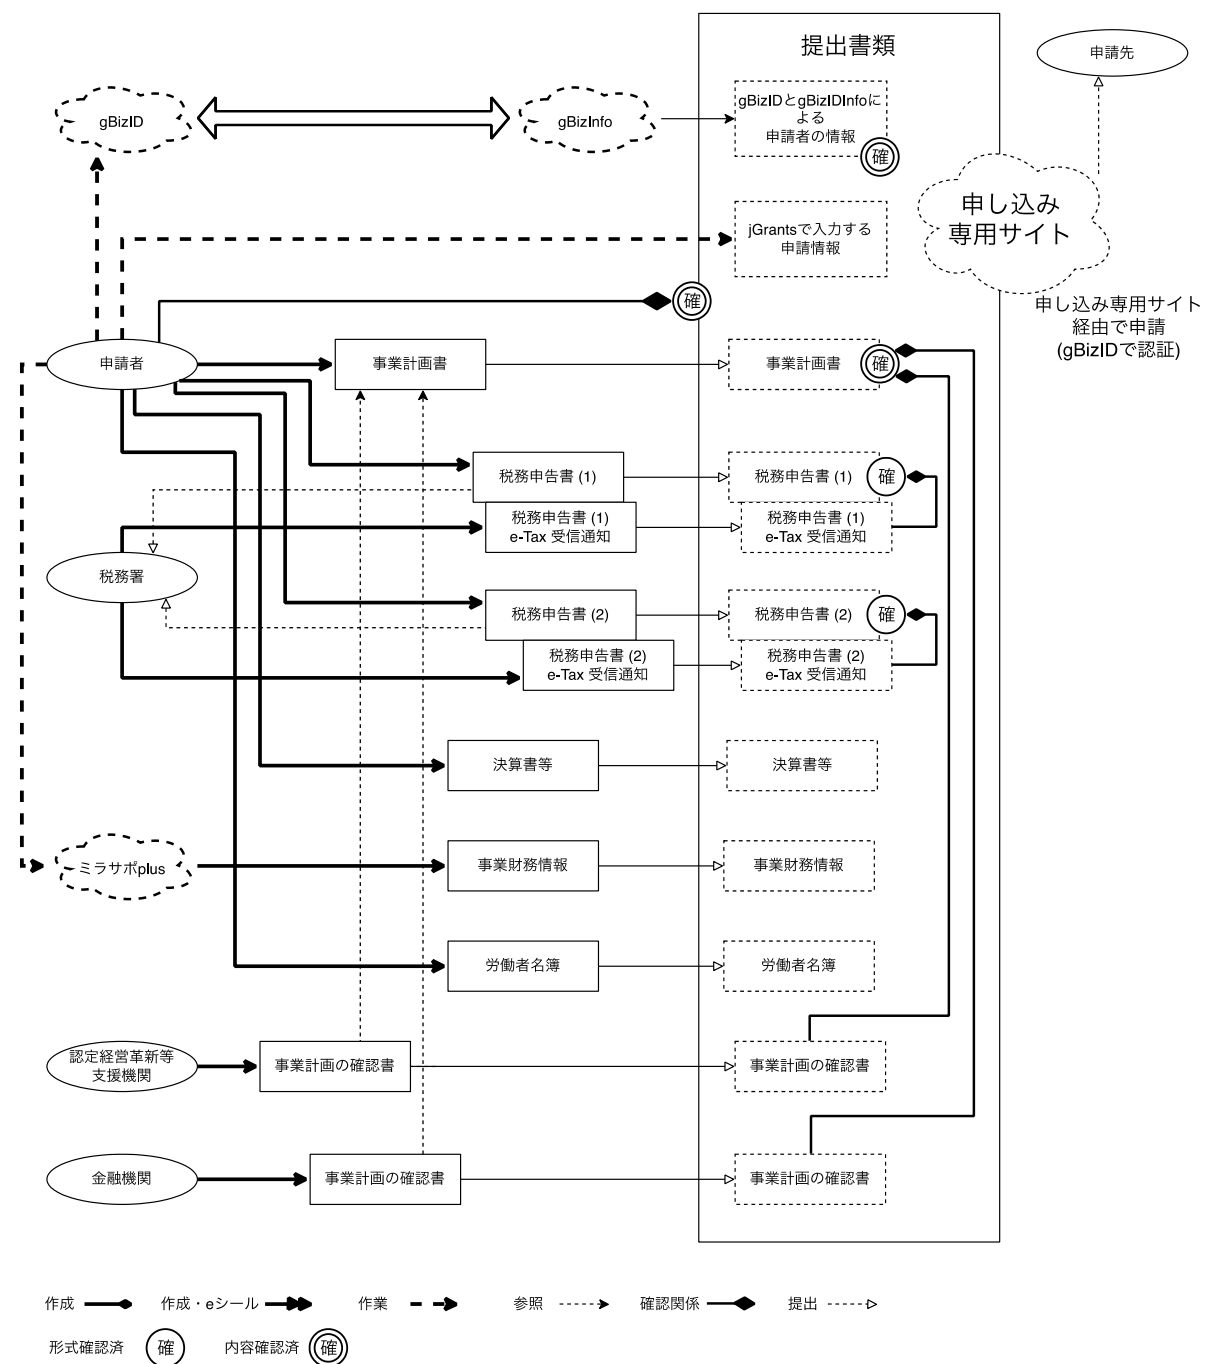 提出書類
申請先
gBizID
gBizInfo
gBizIDとgBizIDInfoに
よる
申請者の情報
確
申し込み
専用サイト
jGrantsで入力する
申請情報
確
申し込み専用サイト
経由で申請
(gBizIDで認証)
申請者
事業計画書
事業計画書
確
税務申告書 (1)
税務申告書 (1)
確
税務申告書 (1)
e-Tax 受信通知
税務申告書 (1)
e-Tax 受信通知
税務署
税務申告書 (2)
税務申告書 (2)
確
税務申告書 (2)
e-Tax 受信通知
税務申告書 (2)
e-Tax 受信通知
決算書等
決算書等
ミラサポplus
事業財務情報
事業財務情報
労働者名簿
労働者名簿
認定経営革新等
支援機関
事業計画の確認書
事業計画の確認書
金融機関
事業計画の確認書
事業計画の確認書
作成
作成・eシール
作業
参照
確認関係
提出
形式確認済
確
内容確認済
確